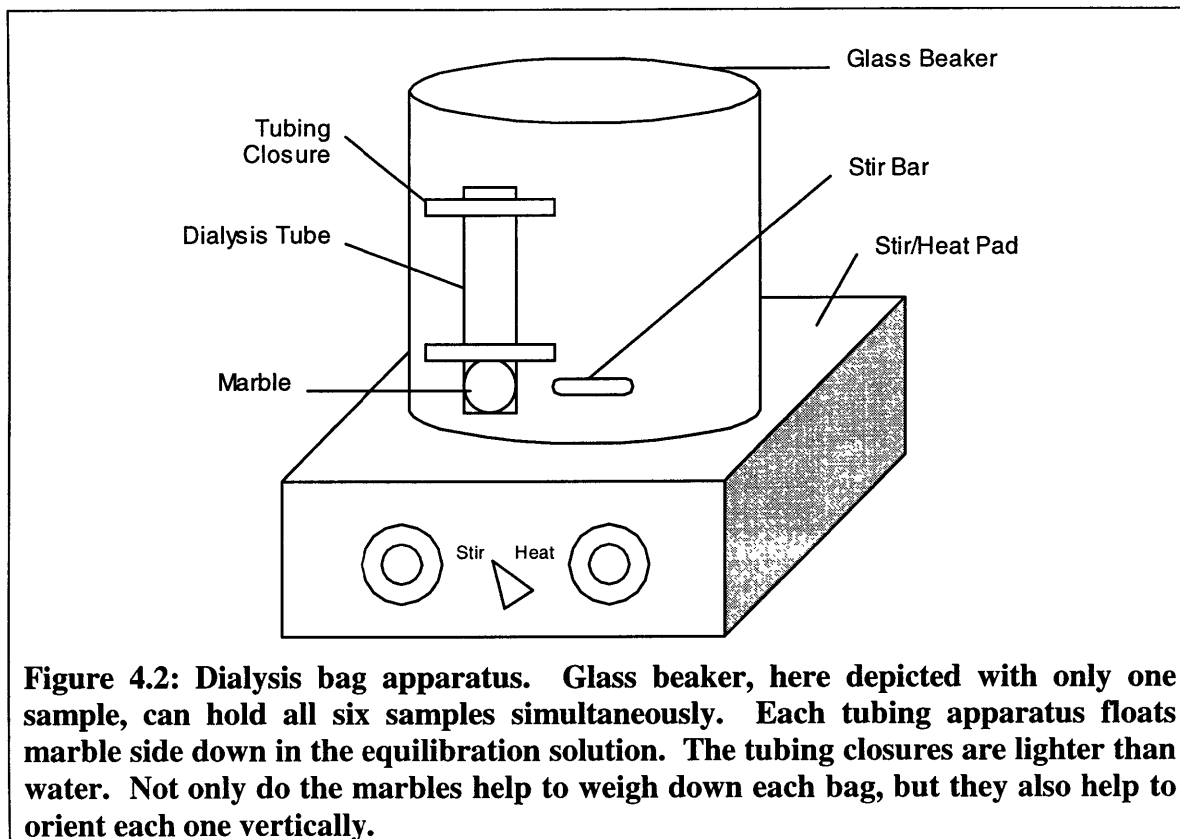 Glass Beaker
Tubing
Closure
Stir Bar
Dialysis Tube
Stir/Heat Pad
Marble
Stir Heat
Figure 4.2: Dialysis bag apparatus. Glass beaker, here depicted with only one
sample, can hold all six samples simultaneously. Each tubing apparatus floats
marble side down in the equilibration solution. The tubing closures are lighter than
water. Not only do the marbles help to weigh down each bag, but they also help to
orient each one vertically.